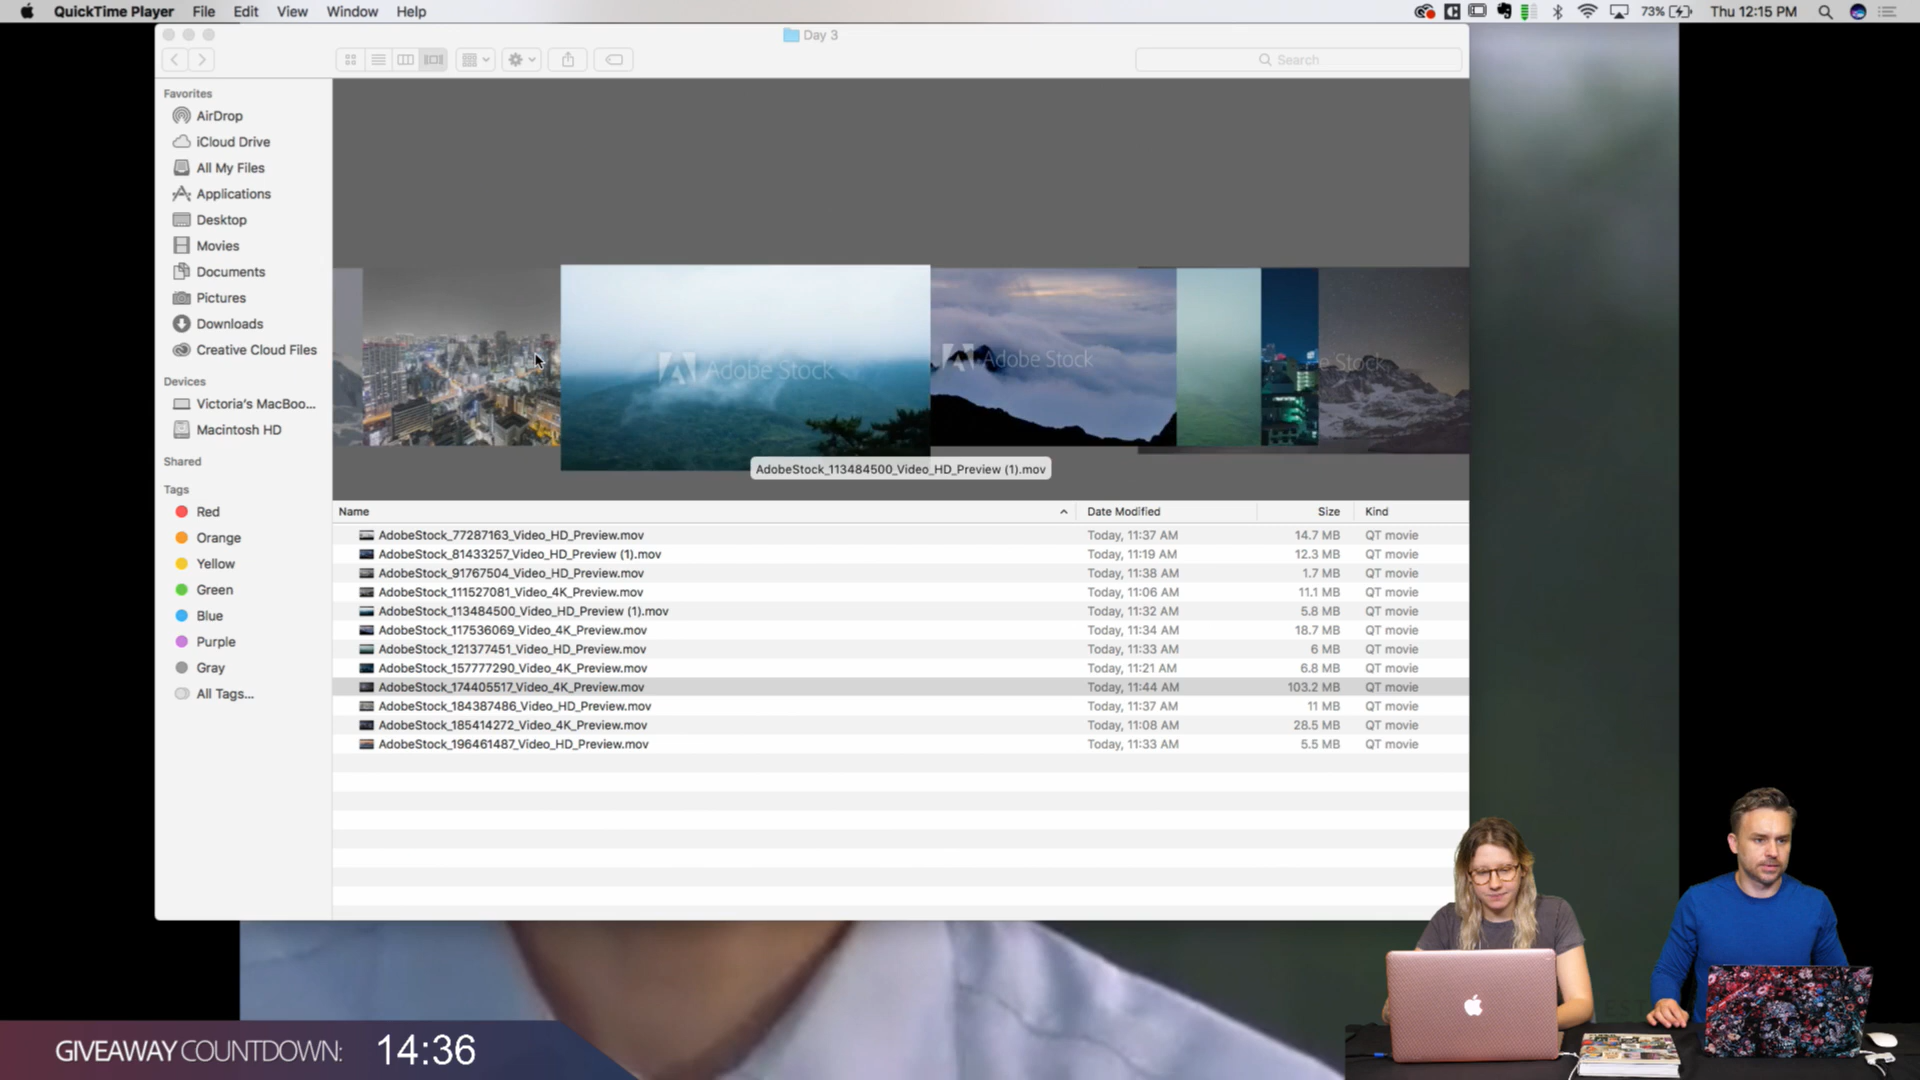 QuickTime Player File Edit View Window Help
73% Thu 12:15 PM
Day 3
Search
Favorites
AirDrop
iCloud Drive
All My Files
Applications
Desktop
Movies
Documents
Pictures
Downloads
Creative Cloud Files
Devices
Victoria's MacBoo...
Macintosh HD
Shared
Tags
Red
Orange
Yellow
Green
Blue
Purple
Gray
All Tags...
Adobe Stock
Adobe Stock
Stock
AdobeStock_113484500_Video_HD_Preview (1).mov
Name Date Modified Size Kind
AdobeStock_77287163_Video_HD_Preview.mov Today, 11:37 AM 14.7 MB QT movie
AdobeStock_81433257_Video_HD_Preview (1).mov Today, 11:19 AM 12.3 MB QT movie
AdobeStock_91767504_Video_HD_Preview.mov Today, 11:38 AM 1.7 MB QT movie
AdobeStock_111527081_Video_4K_Preview.mov Today, 11:06 AM 11.1 MB QT movie
AdobeStock_113484500_Video_HD_Preview (1).mov Today, 11:32 AM 5.8 MB QT movie
AdobeStock_117536069_Video_4K_Preview.mov Today, 11:34 AM 18.7 MB QT movie
AdobeStock_121377451_Video_HD_Preview.mov Today, 11:33 AM 6 MB QT movie
AdobeStock_157777290_Video_4K_Preview.mov Today, 11:21 AM 6.8 MB QT movie
AdobeStock_174405517_Video_4K_Preview.mov Today, 11:44 AM 103.2 MB QT movie
AdobeStock_184387486_Video_HD_Preview.mov Today, 11:37 AM 11 MB QT movie
AdobeStock_185414272_Video_4K_Preview.mov Today, 11:08 AM 28.5 MB QT movie
AdobeStock_196461487_Video_HD_Preview.mov Today, 11:33 AM 5.5 MB QT movie
GIVEAWAY COUNTDOWN: 14:36